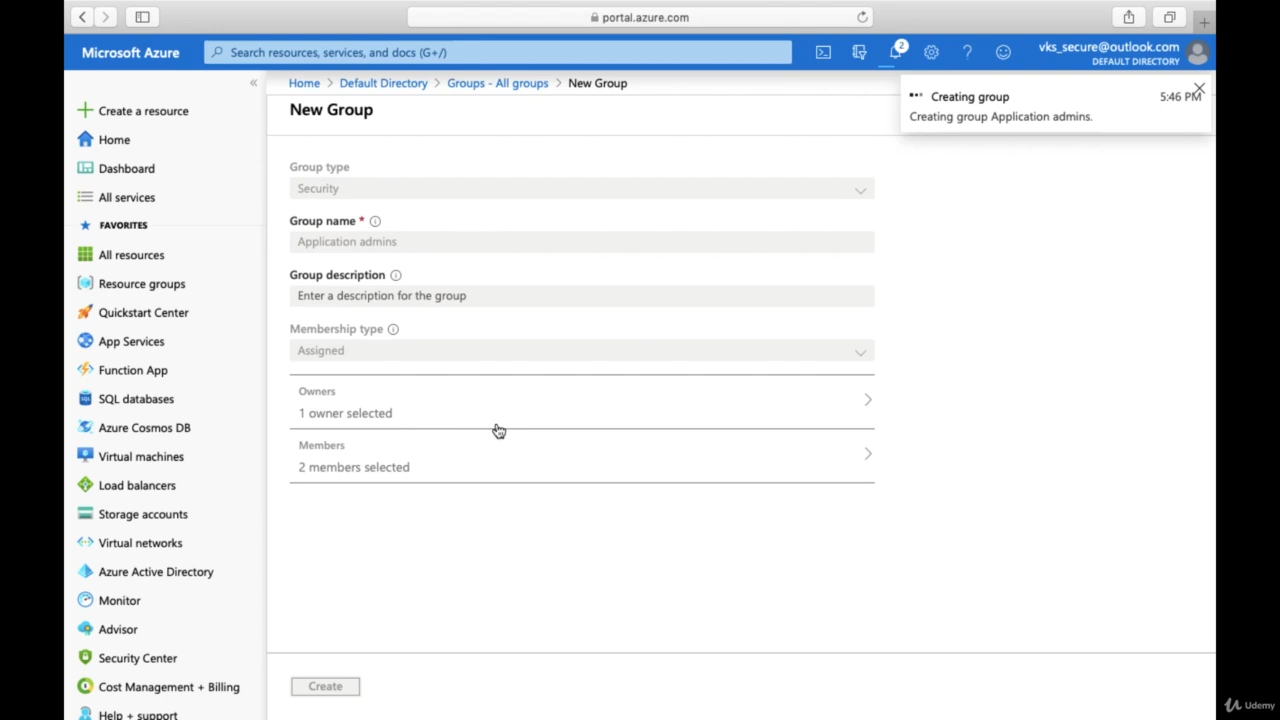 portal.azure.com
Microsoft Azure
Search resources, services, and docs (G+/)
2
vks_secure@outlook.com
DEFAULT DIRECTORY
«
Home > Default Directory > Groups - All groups > New Group
New Group
Creating group
5:46 PM
Creating group Application admins.
Create a resource
Home
Dashboard
All services
FAVORITES
All resources
Resource groups
Quickstart Center
App Services
Function App
SQL databases
Azure Cosmos DB
Virtual machines
Load balancers
Storage accounts
Virtual networks
Azure Active Directory
Monitor
Advisor
Security Center
Cost Management + Billing
Help + support
Group type
Security
Group name *
Application admins
Group description
Enter a description for the group
Membership type
Assigned
Owners
1 owner selected
Members
2 members selected
Create
Udemy